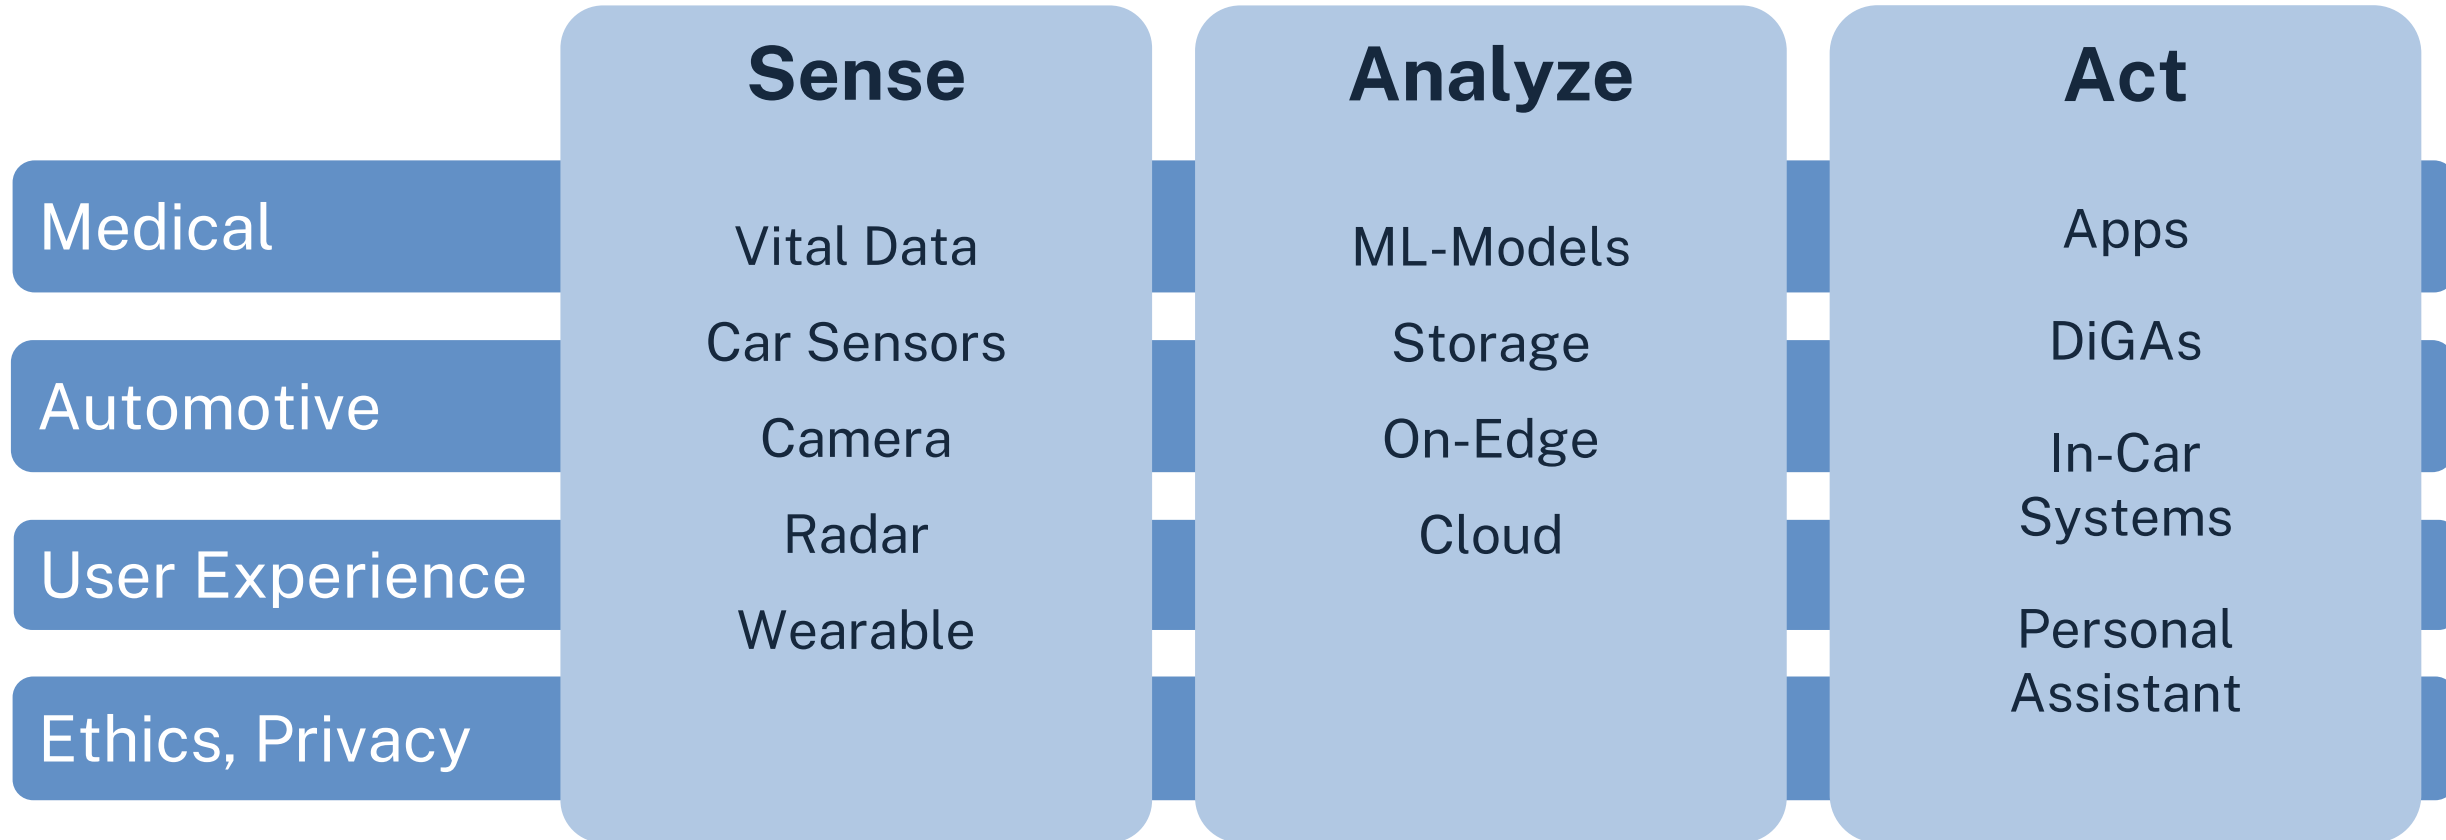 Sense
Analyze
Act
Medical
Automotive
User Experience
Ethics, Privacy
Vital Data
Car Sensors
Camera
Radar
Wearable
ML-Models
Storage
On-Edge
Cloud
Apps
DiGAs
In-Car
Systems
Personal
Assistant